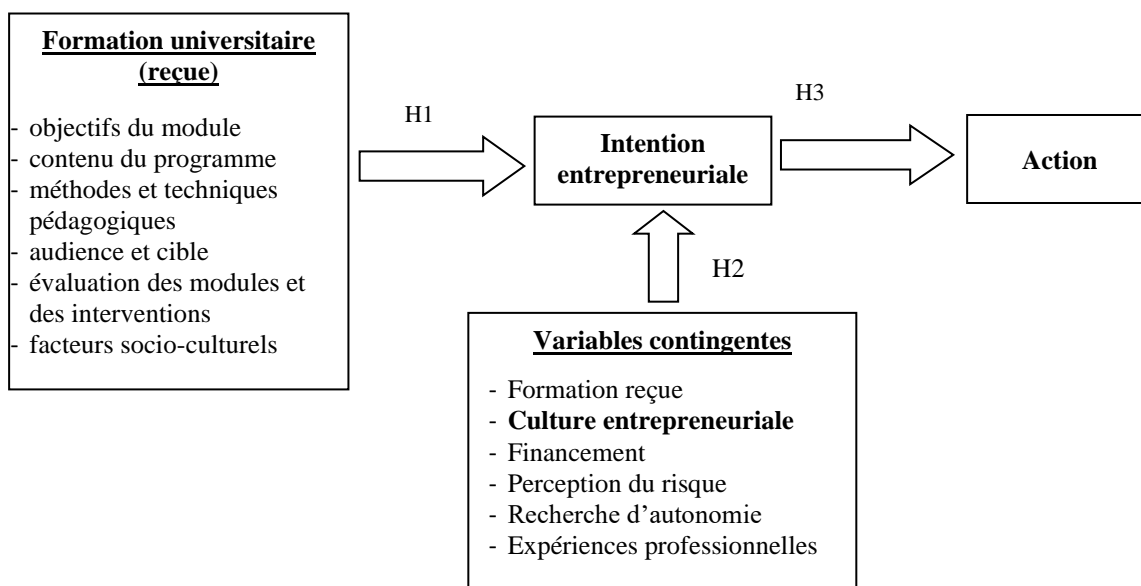 Formation universitaire
(reçue)
- objectifs du module
- contenu du programme
- méthodes et techniques
pédagogiques
- audience et cible
- évaluation des modules et
des interventions
- facteurs socio-culturels
H1
Intention
entrepreneuriale
H3
Action
H2
Variables contingentes
- Formation reçue
- Culture entrepreneuriale
- Financement
- Perception du risque
- Recherche d’autonomie
- Expériences professionnelles